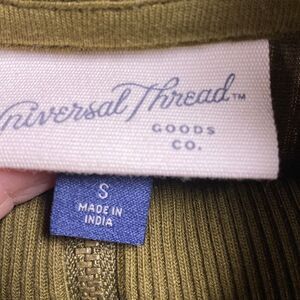 Universal Thread™
GOODS
CO.
S
MADE IN
INDIA